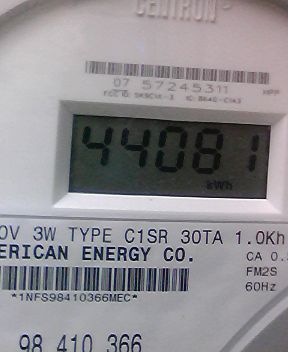 CENTRON
07 57245311
44081
kWh
0V 3W TYPE C1SR 30TA 1.0Kh
ERICAN ENERGY CO.
CA 0.
FM2S
*1NFS98410366MEC*
60Hz
98 410 366